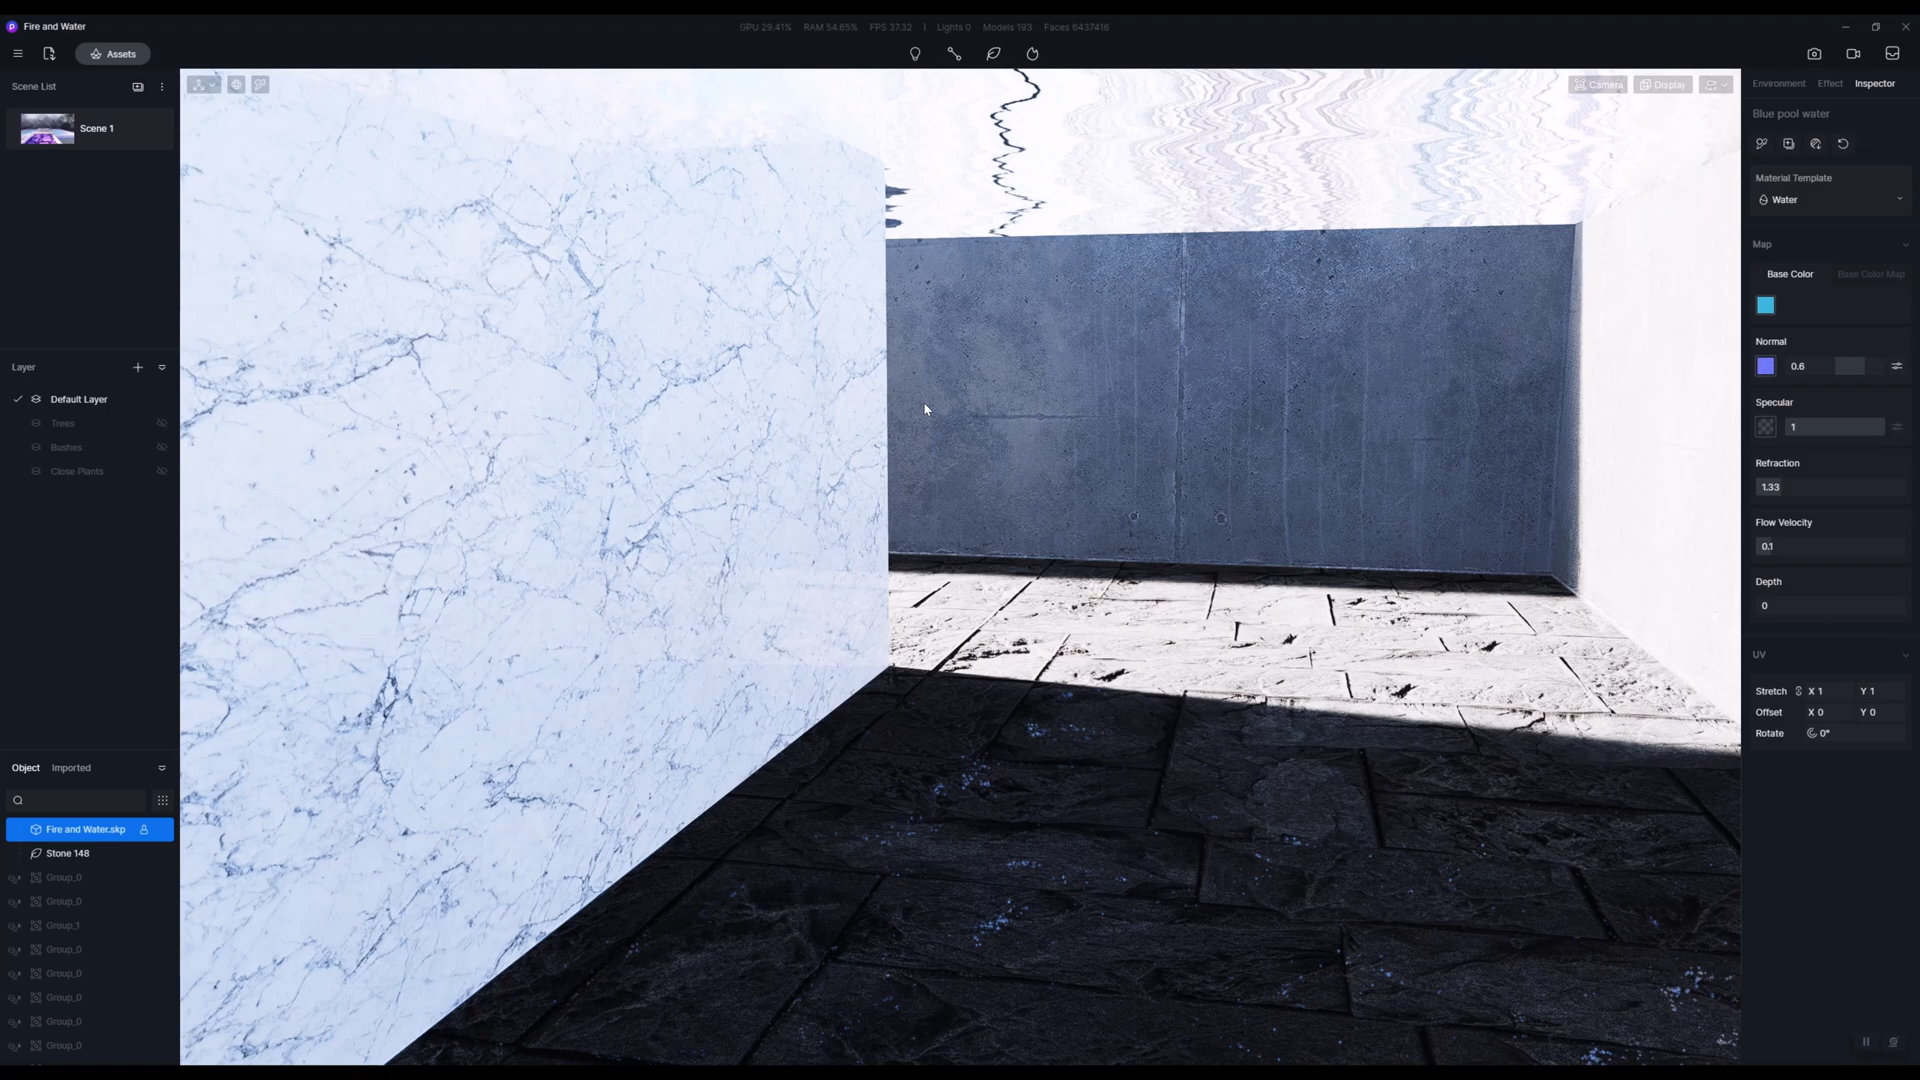 Fire and Water
GPU 29.41% RAM 54.65% FPS 37.32 | Lights 0 Models 193 Faces 6437416
Assets
Scene List
Scene 1
Layer
Default Layer
Trees
Bushes
Close Plants
Object Imported
Fire and Water.skp
Stone 148
Group_0
Group_0
Group_1
Group_0
Group_0
Group_0
Group_0
Group_0
Camera Display
Environment Effect Inspector
Blue pool water
Material Template
Water
Map
Base Color Base Color Map
Normal
0.6
Specular
1
Refraction
1.33
Flow Velocity
0.1
Depth
0
UV
Stretch X 1 Y 1
Offset X 0 Y 0
Rotate 0°